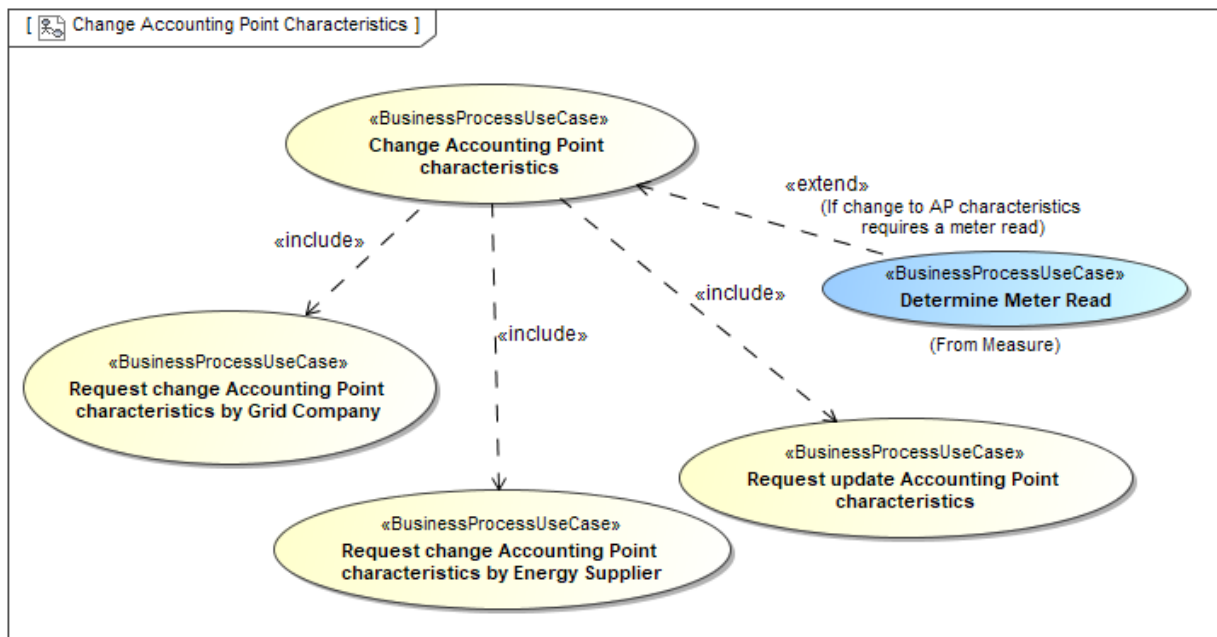 [ Change Accounting Point Characteristics ]
«BusinessProcessUseCase»
Change Accounting Point
characteristics
«extend»
(If change to AP characteristics
requires a meter read)
«include»
«BusinessProcessUseCase»
Determine Meter Read
(From Measure)
«include»
«include»
«BusinessProcessUseCase»
Request change Accounting Point
characteristics by Grid Company
«BusinessProcessUseCase»
Request update Accounting Point
characteristics
«BusinessProcessUseCase»
Request change Accounting Point
characteristics by Energy Supplier